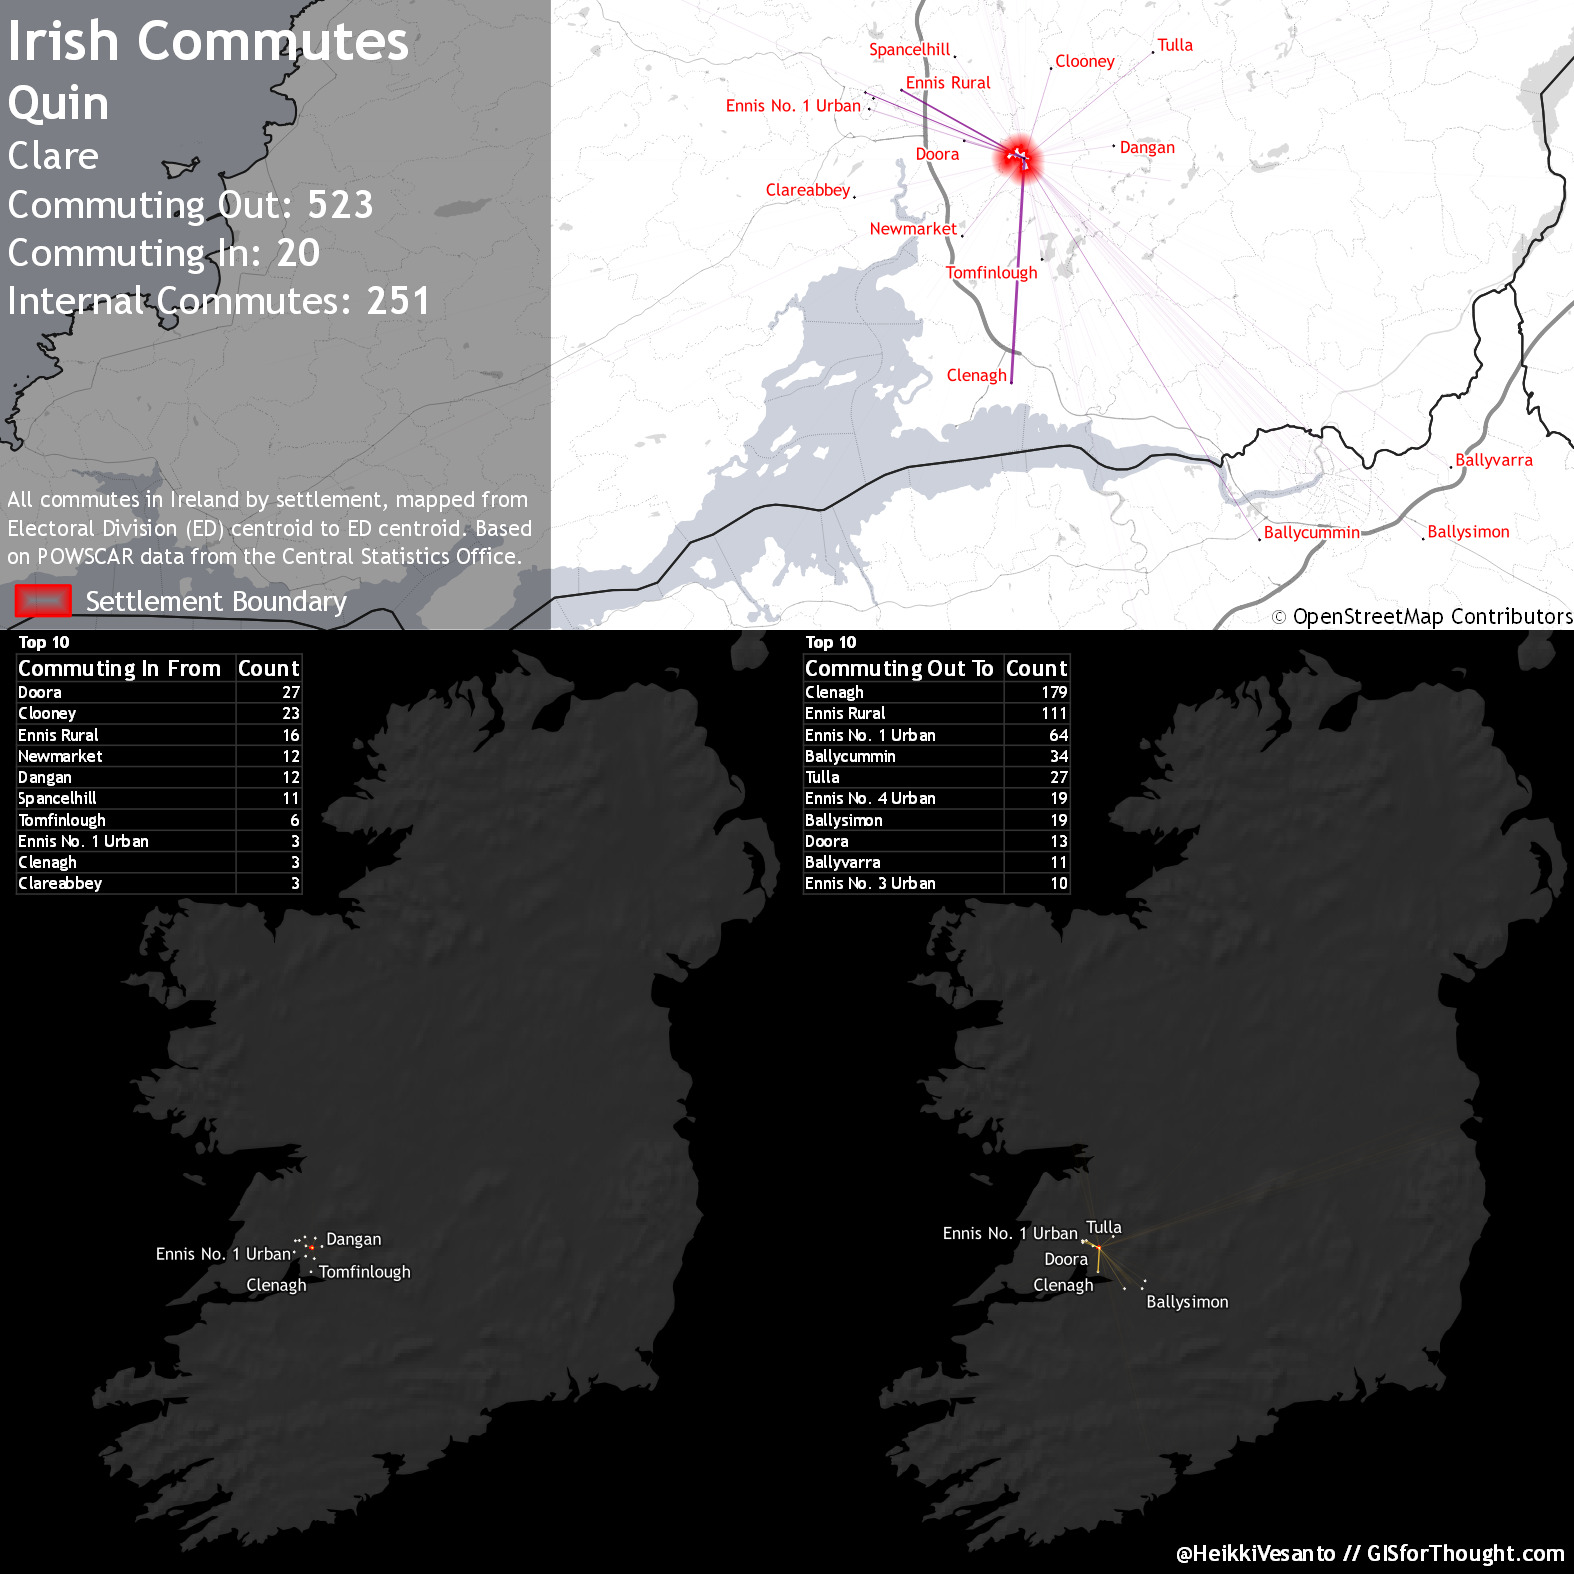 Irish Commutes
Quin
Clare
Commuting Out: 523
Commuting In: 20
Internal Commutes: 251
All commutes in Ireland by settlement, mapped from
Electoral Division (ED) centroid to ED centroid. Based
on POWSCAR data from the Central Statistics Office.
Settlement Boundary
Spancelhill
Tulla
Clooney
Ennis Rural
Ennis No. 1 Urban
Doora
Dangan
Clareabbey
Newmarket
Tomfinlough
Clenagh
Ballyvarra
Ballycummin
Ballysimon
© OpenStreetMap Contributors
Top 10
Commuting In From Count
Doora 27
Clooney 23
Ennis Rural 16
Newmarket 12
Dangan 12
Spancelhill 11
Tomfinlough 6
Ennis No. 1 Urban 3
Clenagh 3
Clareabbey 3
Top 10
Commuting Out To Count
Clenagh 179
Ennis Rural 111
Ennis No. 1 Urban 64
Ballycummin 34
Tulla 27
Ennis No. 4 Urban 19
Ballysimon 19
Doora 13
Ballyvarra 11
Ennis No. 3 Urban 10
Dangan
Ennis No. 1 Urban
Tomfinlough
Clenagh
Tulla
Ennis No. 1 Urban
Doora
Clenagh
Ballysimon
@HeikkiVesanto // GISforThought.com